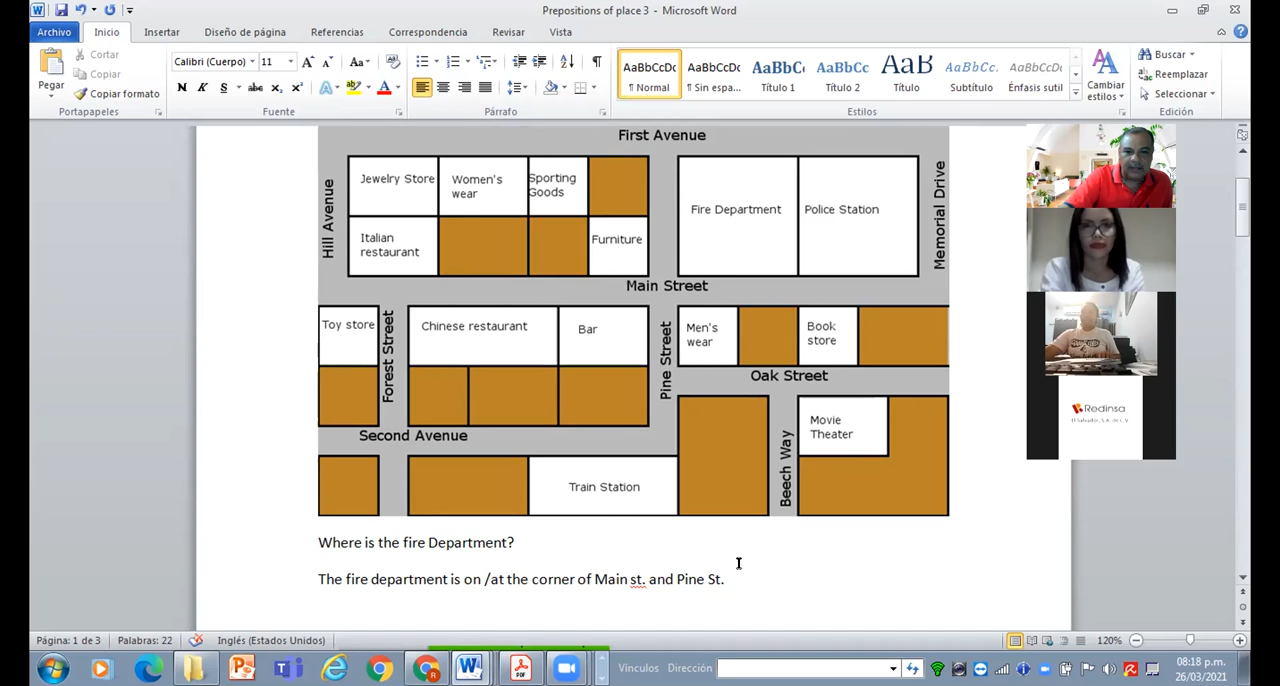 Prepositions of place 3 - Microsoft Word
Archivo Inicio Insertar Diseño de página Referencias Correspondencia Revisar Vista
Pegar
Cortar
Copiar
Copiar formato
Portapapeles
Calibri (Cuerpo) 11
Fuente
Párrafo
AaBbCcDc AaBbCcDc AaBbC AaBbCc AaB AaBbCc. AaBbCcDc
¶ Normal ¶ Sin espa... Título 1 Título 2 Título Subtítulo Énfasis sutil
Estilos
Cambiar estilos
Buscar
Reemplazar
Seleccionar
Edición
First Avenue
Hill Avenue
Jewelry Store
Women's
wear
Sporting
Goods
Fire Department
Police Station
Memorial Drive
Italian
restaurant
Furniture
Main Street
Toy store
Forest Street
Chinese restaurant
Bar
Pine Street
Men's
wear
Book
store
Oak Street
Second Avenue
Beech Way
Movie
Theater
Train Station
Redinsa
El Salvador, S.A. de C.V.
Where is the fire Department?
The fire department is on /at the corner of Main st. and Pine St.
Página: 1 de 3 Palabras: 22 Inglés (Estados Unidos) 120%
Vínculos Dirección
08:18 p.m.
26/03/2021